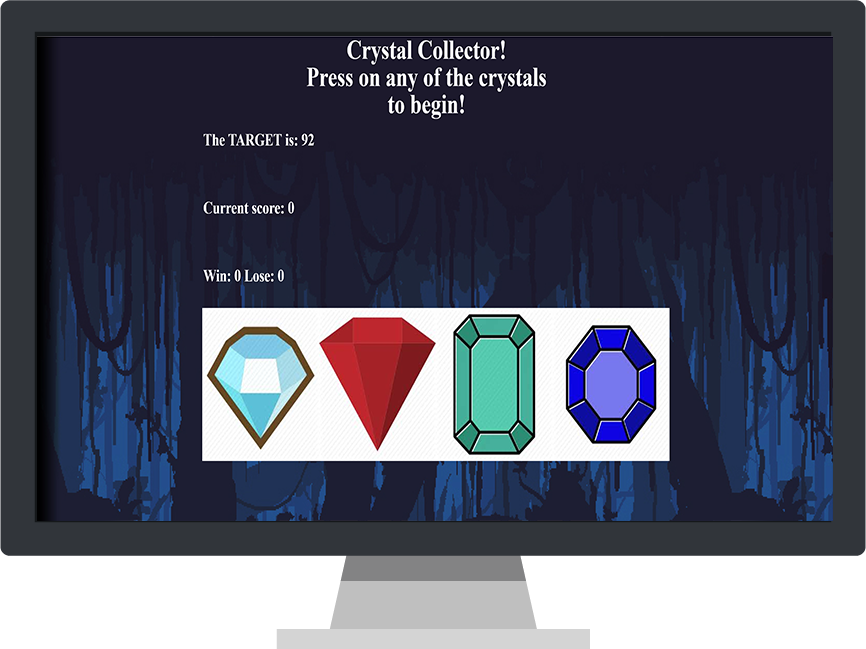 Crystal Collector!
Press on any of the crystals
to begin!
The TARGET is: 92
Current score: 0
Win: 0 Lose: 0